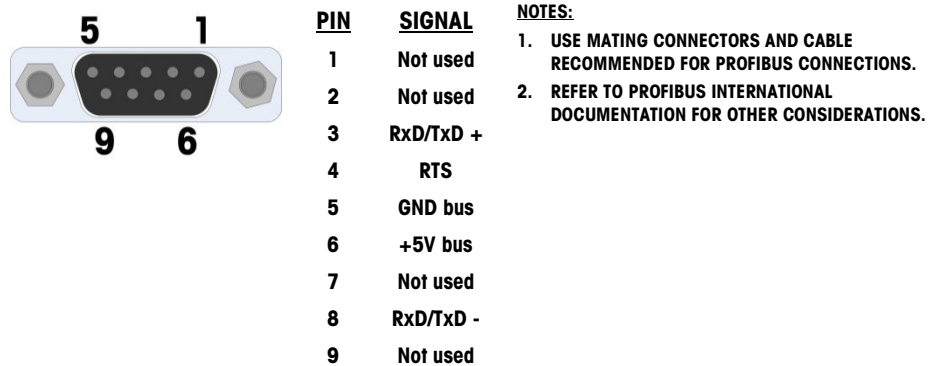 5 1
9 6
PIN SIGNAL
1 Not used
2 Not used
3 RxD/TxD +
4 RTS
5 GND bus
6 +5V bus
7 Not used
8 RxD/TxD -
9 Not used
NOTES:
1. USE MATING CONNECTORS AND CABLE
RECOMMENDED FOR PROFIBUS CONNECTIONS.
2. REFER TO PROFIBUS INTERNATIONAL
DOCUMENTATION FOR OTHER CONSIDERATIONS.